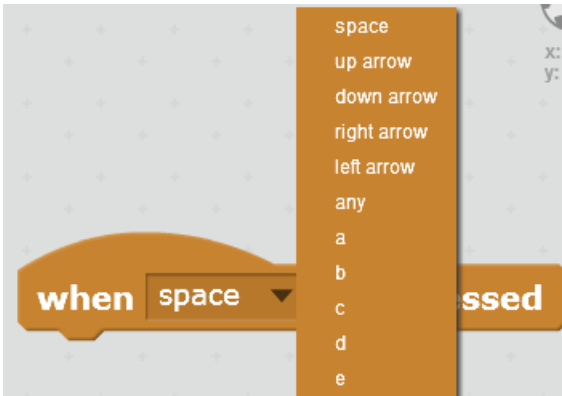 space
up arrow
down arrow
right arrow
left arrow
any
a
b
c
d
e
when space ssed
x:
y: